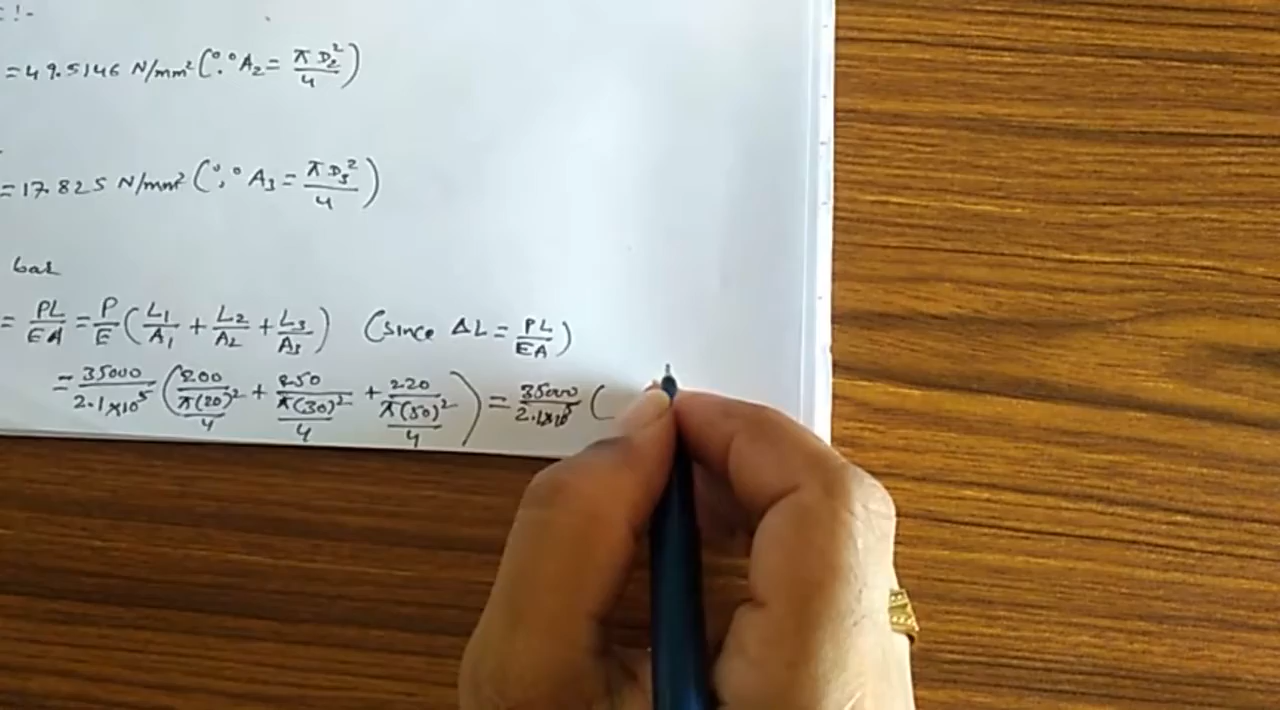 :-
=49.5146 N/mm² (∵ A₂ = πD₂²/4)
=17.825 N/mm² (∵ A₃ = πD₃²/4)
bar
= PL/EA = P/E (L₁/A₁ + L₂/A₂ + L₃/A₃) (since ΔL = PL/EA)
= 35000/2.1×10⁵ (200/(π(20)²/4) + 250/(π(30)²/4) + 220/(π(50)²/4)) = 35000/2.1×10⁵ (